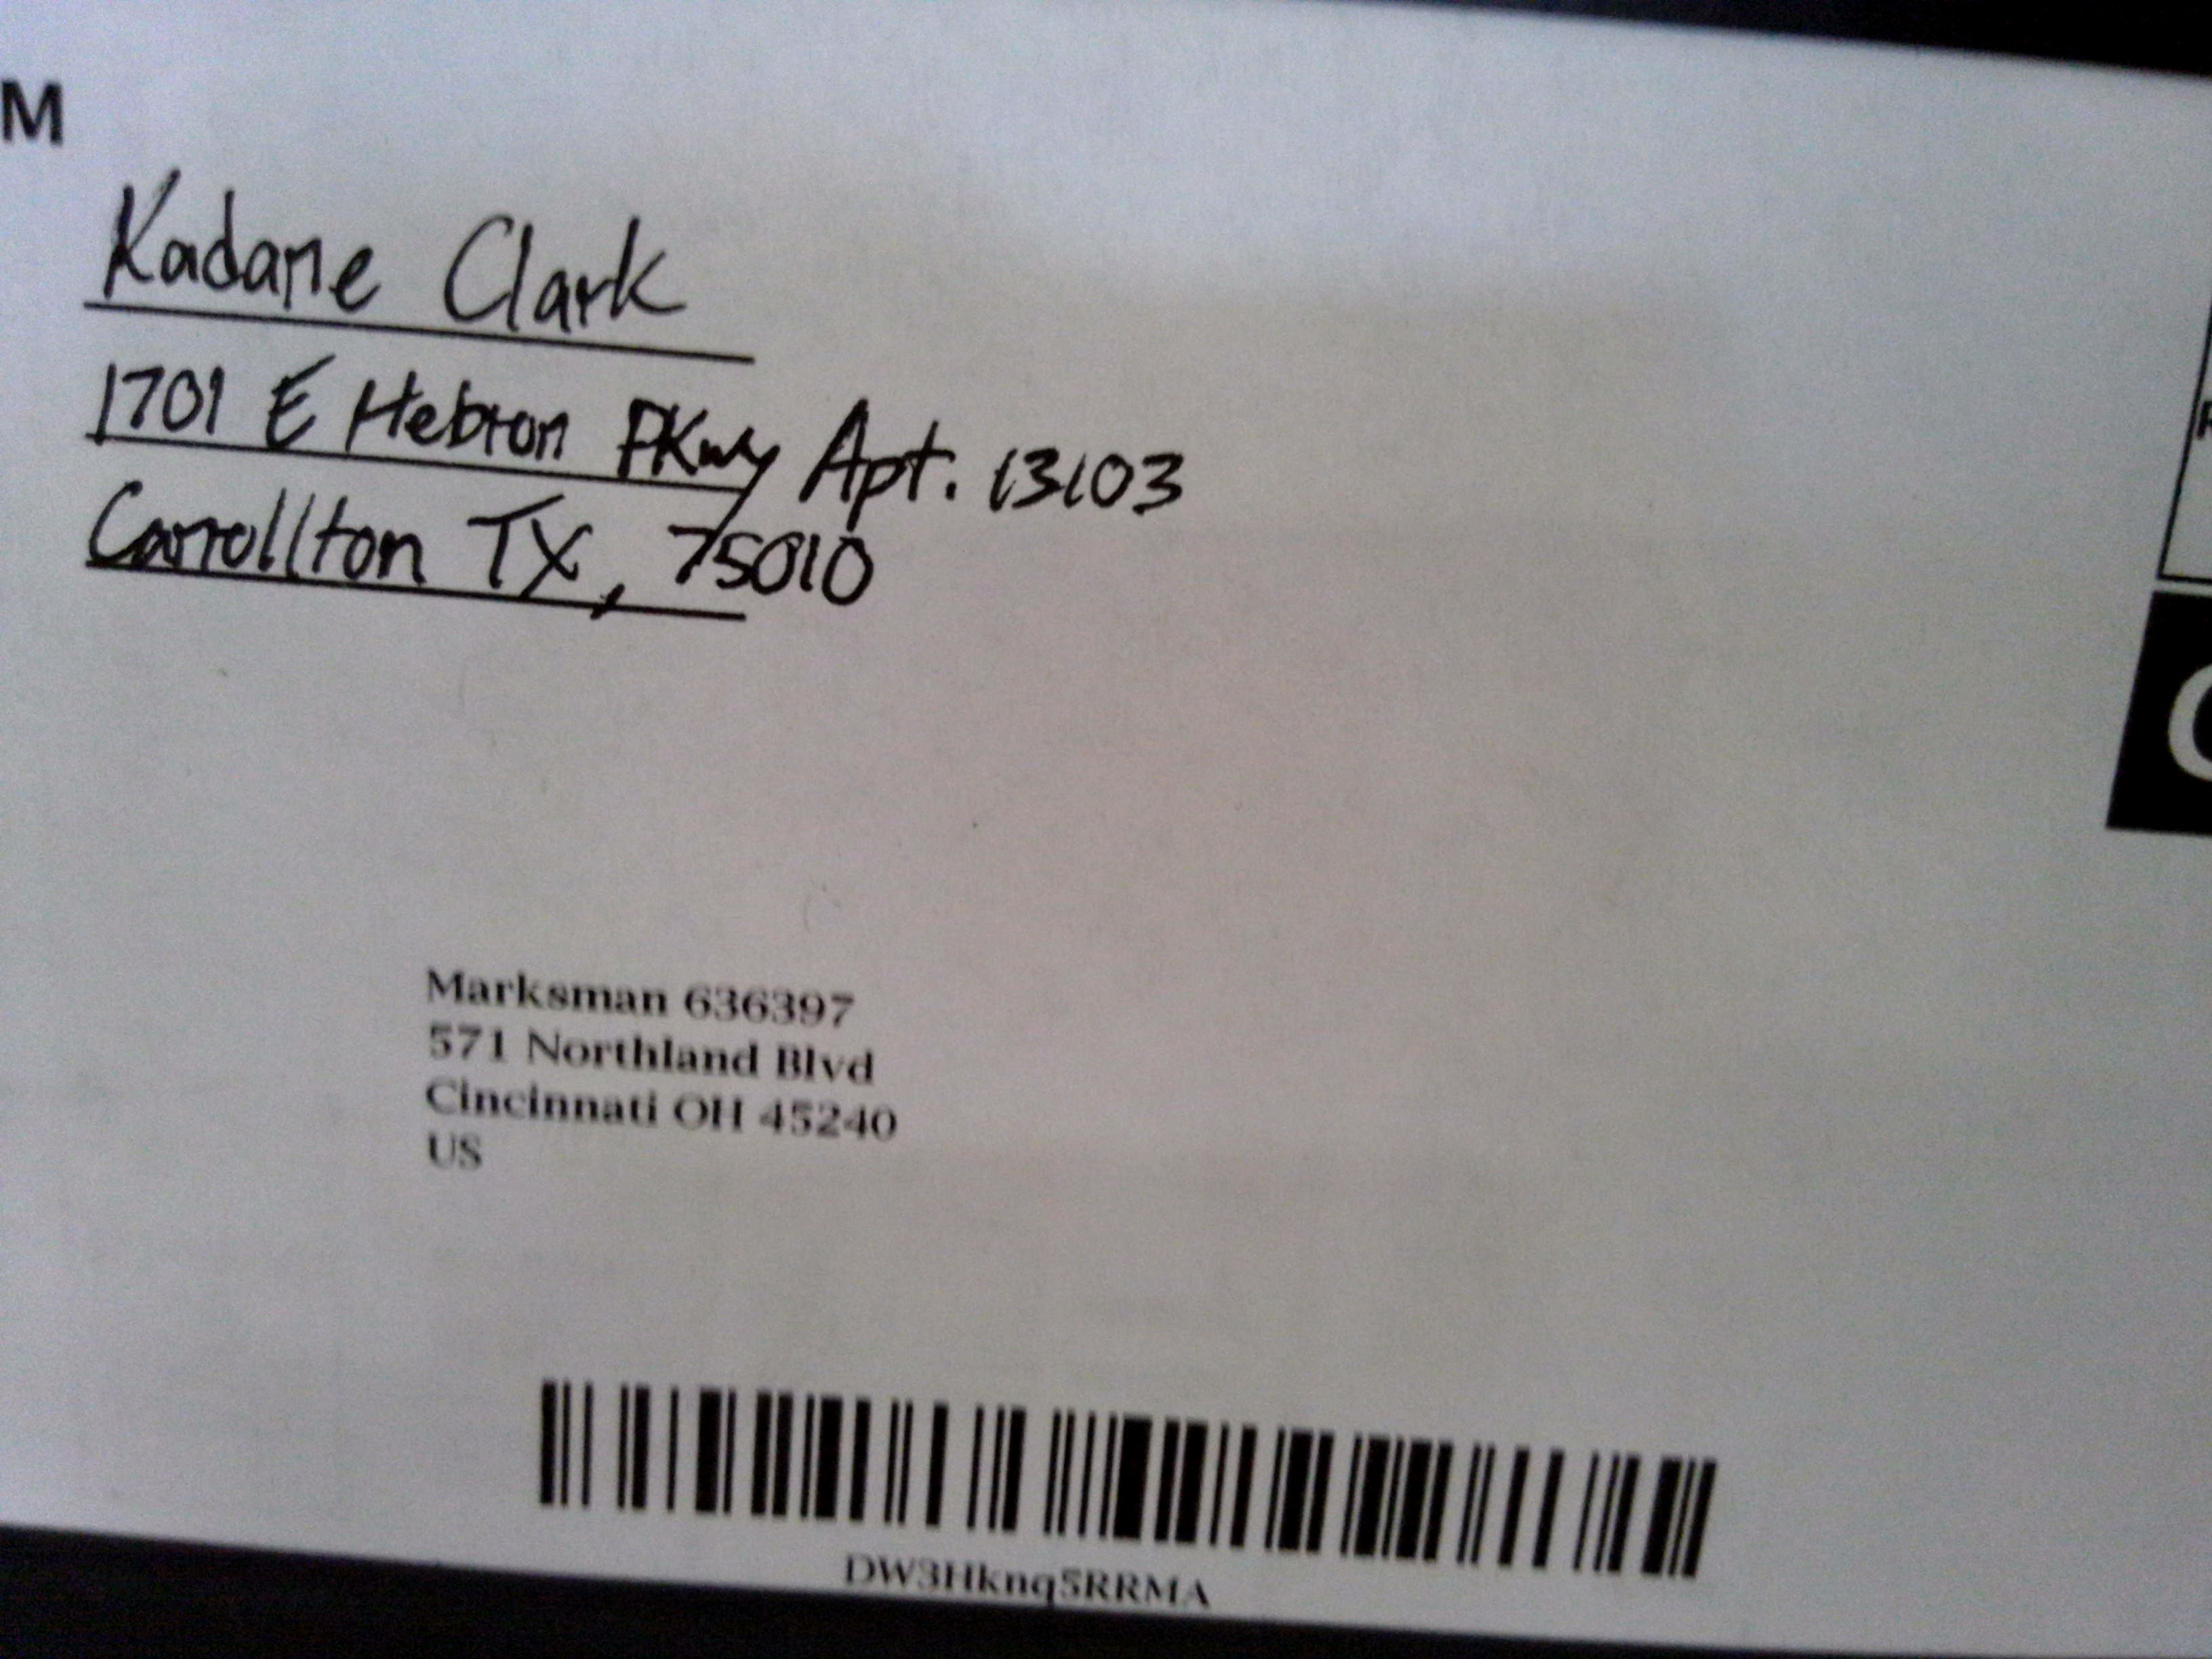 M
Kadane Clark
1701 E Hebron PKwy Apt. 13103
Carrollton TX, 75010
Marksman 636397
571 Northland Blvd
Cincinnati OH 45240
US
DW3Hknq5RRMA